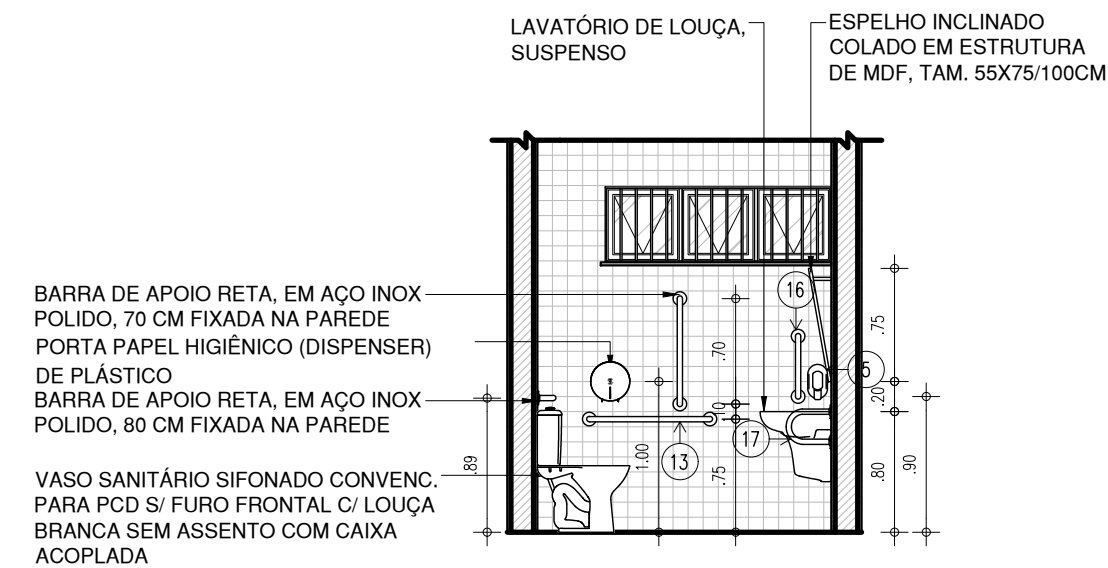 LAVATÓRIO DE LOUÇA,
SUSPENSO
ESPELHO INCLINADO
COLADO EM ESTRUTURA
DE MDF, TAM. 55X75/100CM
BARRA DE APOIO RETA, EM AÇO INOX
POLIDO, 70 CM FIXADA NA PAREDE
PORTA PAPEL HIGIÊNICO (DISPENSER)
DE PLÁSTICO
BARRA DE APOIO RETA, EM AÇO INOX
POLIDO, 80 CM FIXADA NA PAREDE
VASO SANITÁRIO SIFONADO CONVENC.
PARA PCD S/ FURO FRONTAL C/ LOUÇA
BRANCA SEM ASSENTO COM CAIXA
ACOPLADA
.89
1.00
13
.70
.75
16
17
.75
.20
.80
.90